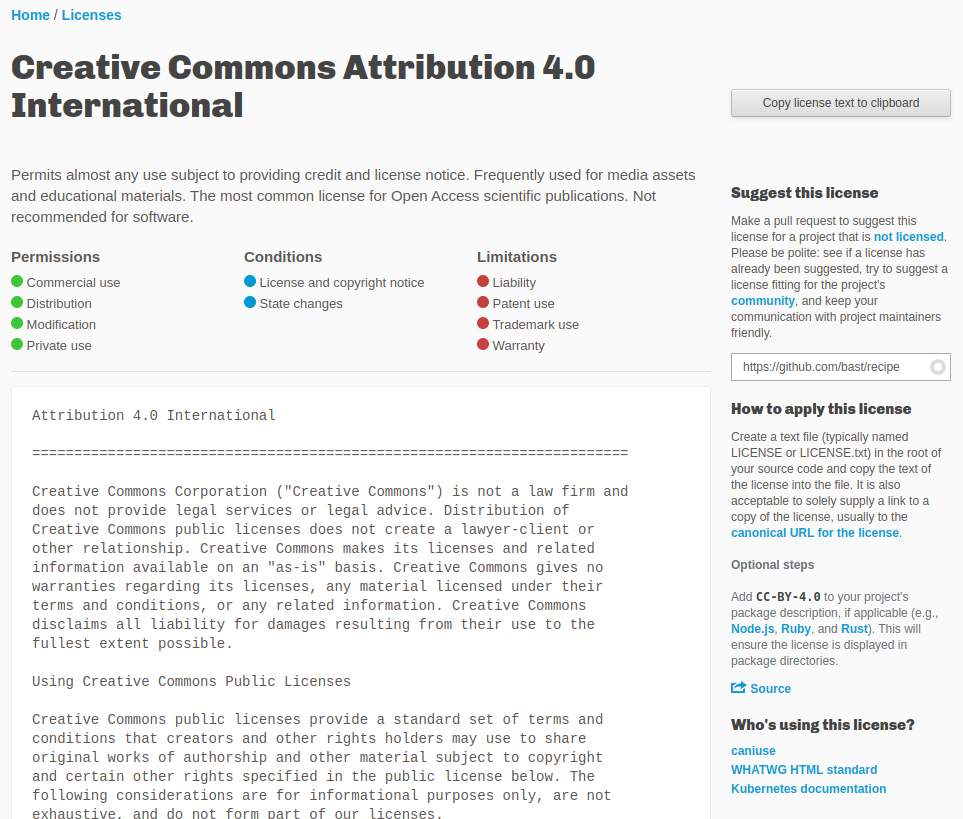 Home / Licenses
Creative Commons Attribution 4.0
International
Copy license text to clipboard
Permits almost any use subject to providing credit and license notice. Frequently used for media assets
and educational materials. The most common license for Open Access scientific publications. Not
recommended for software.
Permissions
Commercial use
Distribution
Modification
Private use
Conditions
License and copyright notice
State changes
Limitations
Liability
Patent use
Trademark use
Warranty
Attribution 4.0 International
=======================================================================
Creative Commons Corporation ("Creative Commons") is not a law firm and
does not provide legal services or legal advice. Distribution of
Creative Commons public licenses does not create a lawyer-client or
other relationship. Creative Commons makes its licenses and related
information available on an "as-is" basis. Creative Commons gives no
warranties regarding its licenses, any material licensed under their
terms and conditions, or any related information. Creative Commons
disclaims all liability for damages resulting from their use to the
fullest extent possible.
Using Creative Commons Public Licenses
Creative Commons public licenses provide a standard set of terms and
conditions that creators and other rights holders may use to share
original works of authorship and other material subject to copyright
and certain other rights specified in the public license below. The
following considerations are for informational purposes only, are not
exhaustive, and do not form part of our licenses.
Suggest this license
Make a pull request to suggest this
license for a project that is not licensed.
Please be polite: see if a license has
already been suggested, try to suggest a
license fitting for the project's
community, and keep your
communication with project maintainers
friendly.
https://github.com/bast/recipe
How to apply this license
Create a text file (typically named
LICENSE or LICENSE.txt) in the root of
your source code and copy the text of
the license into the file. It is also
acceptable to solely supply a link to a
copy of the license, usually to the
canonical URL for the license.
Optional steps
Add CC-BY-4.0 to your project's
package description, if applicable (e.g.,
Node.js, Ruby, and Rust). This will
ensure the license is displayed in
package directories.
Source
Who's using this license?
caniuse
WHATWG HTML standard
Kubernetes documentation